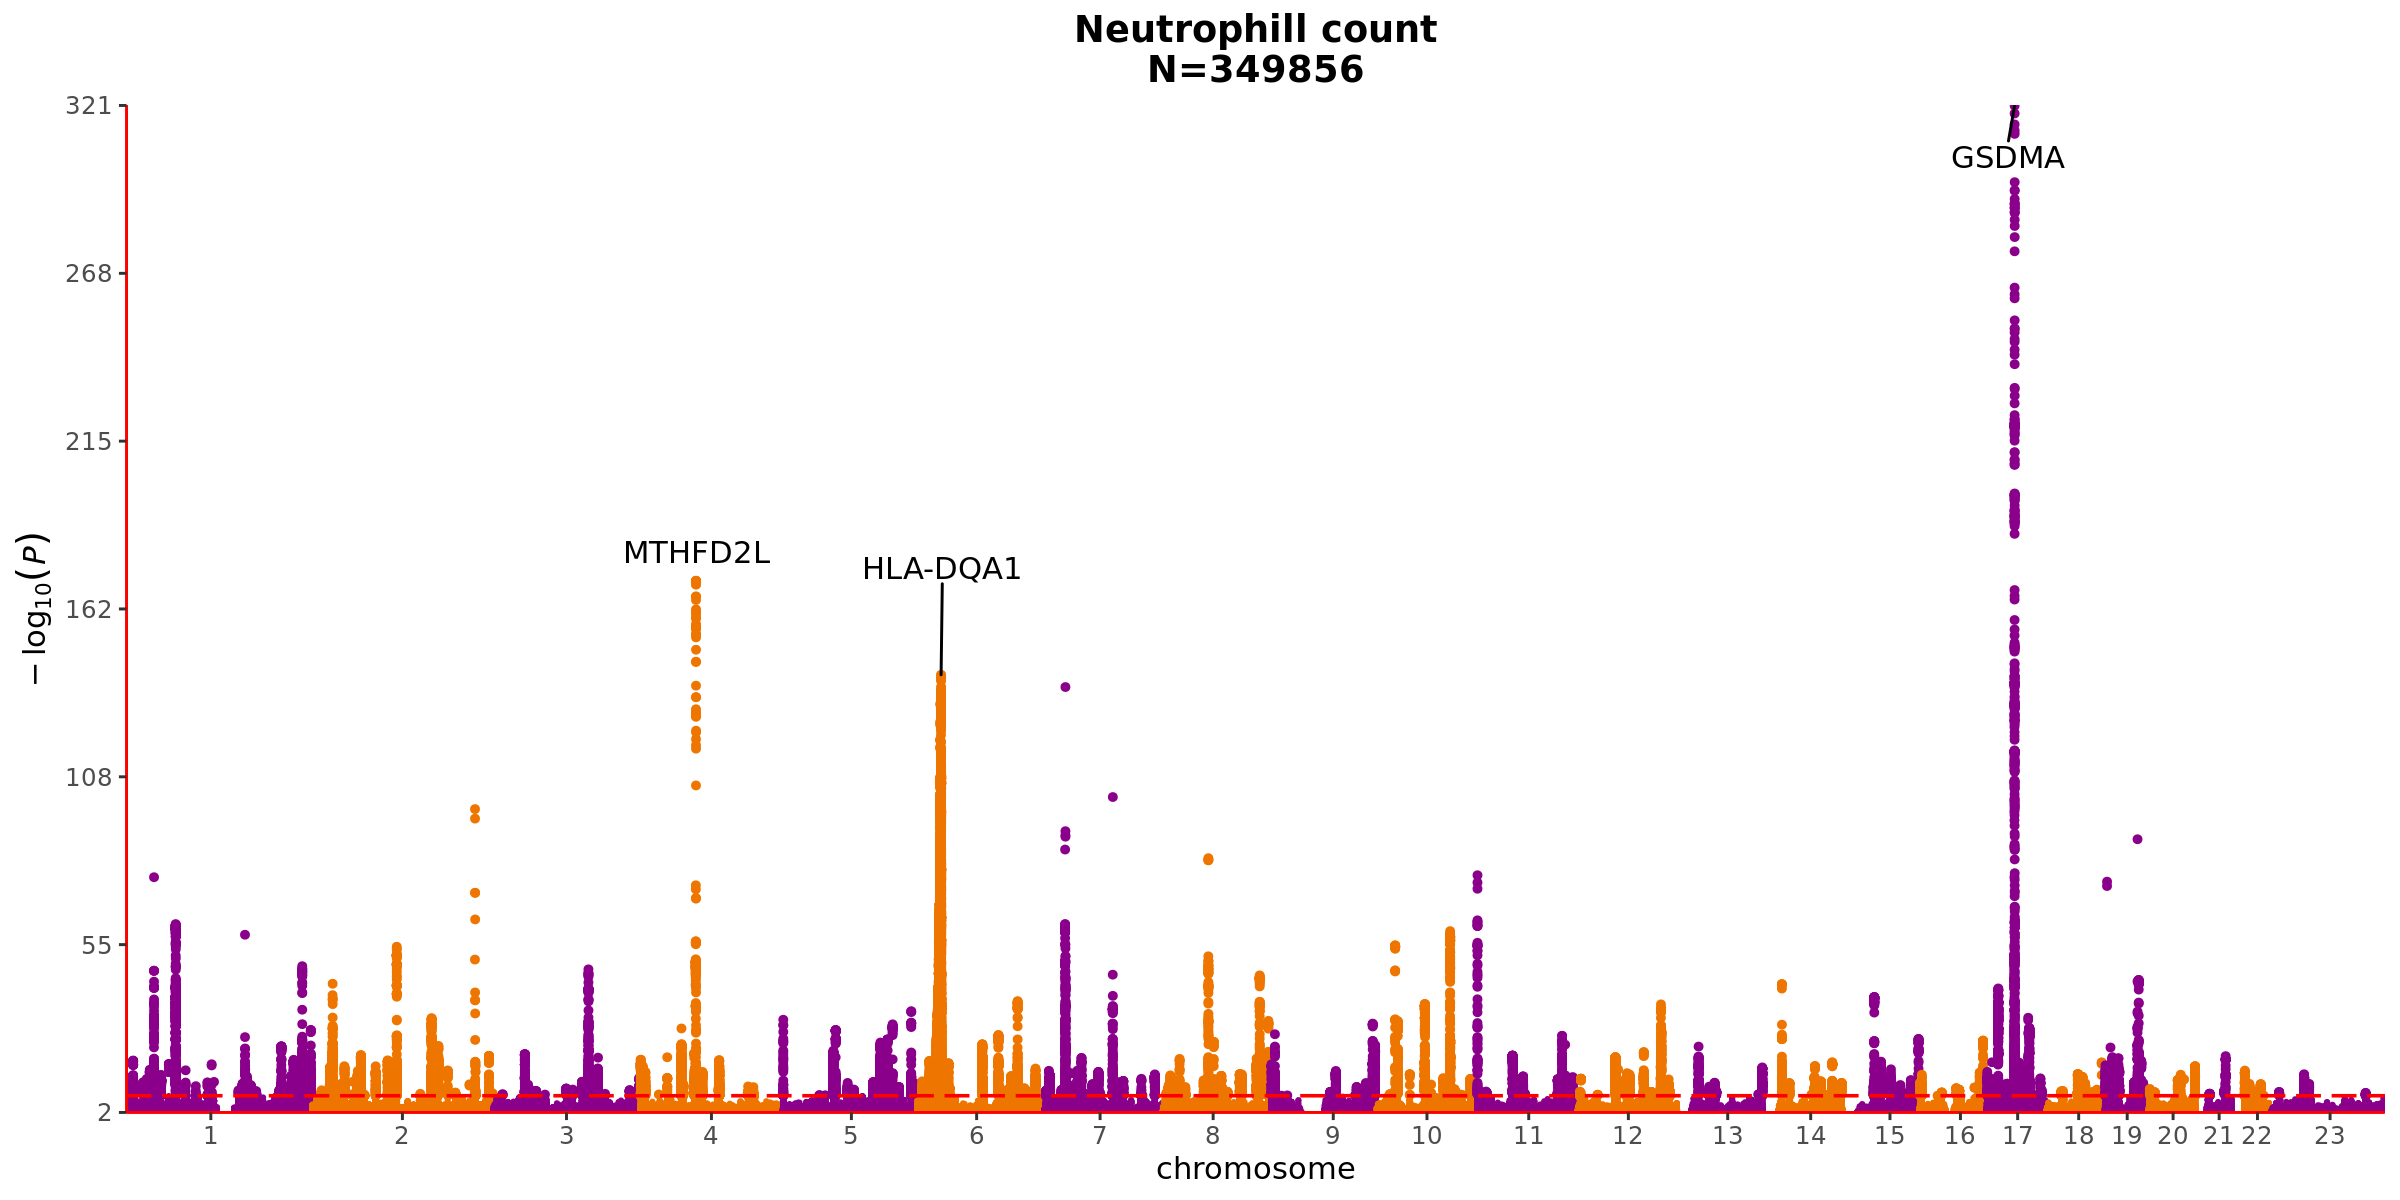 Neutrophill count
N=349856
321
GSDMA
268
215
MTHFD2L
HLA-DQA1
162
−log10(P)
108
55
2
1 2 3 4 5 6 7 8 9 10 11 12 13 14 15 16 17 18 19 20 21 22 23
chromosome